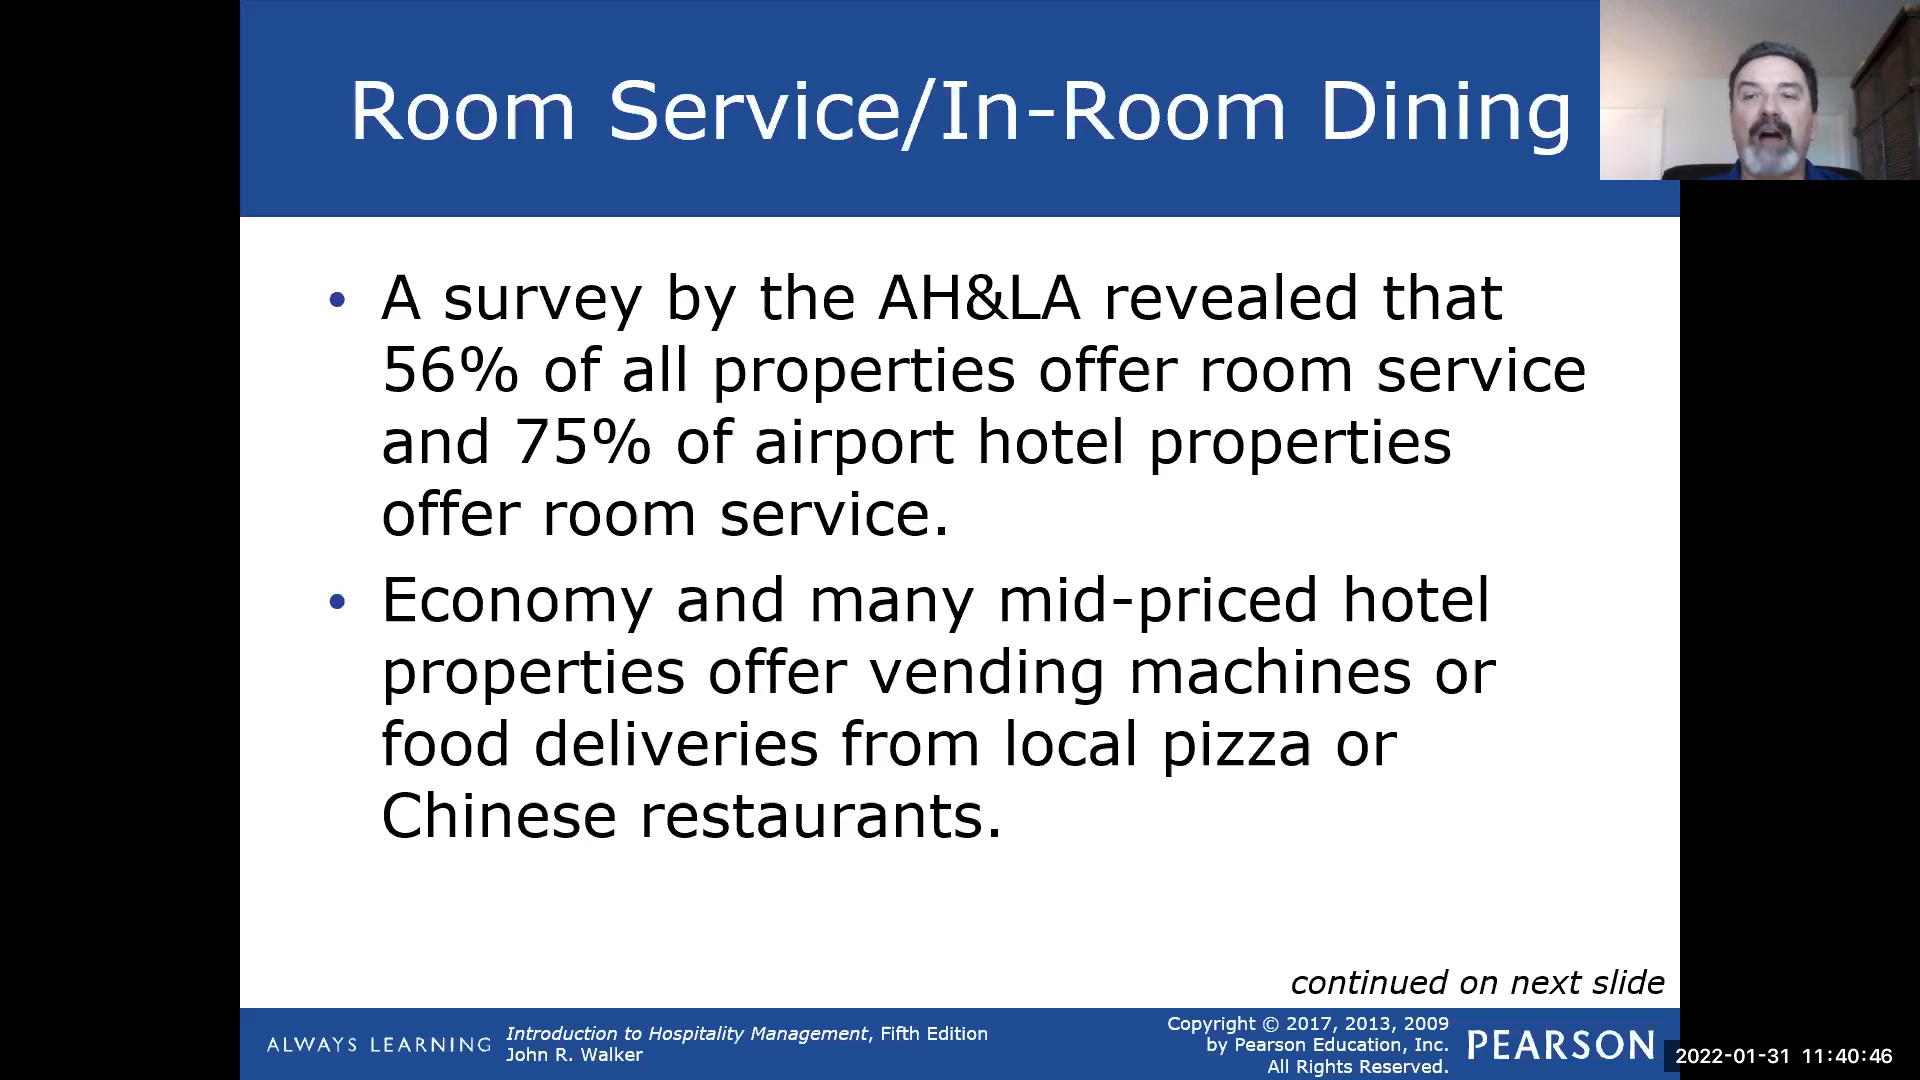 Room Service/In-Room Dining
• A survey by the AH&LA revealed that
56% of all properties offer room service
and 75% of airport hotel properties
offer room service.
• Economy and many mid-priced hotel
properties offer vending machines or
food deliveries from local pizza or
Chinese restaurants.
continued on next slide
ALWAYS LEARNING
Introduction to Hospitality Management, Fifth Edition
John R. Walker
Copyright © 2017, 2013, 2009
by Pearson Education, Inc.
All Rights Reserved.
PEARSON
2022-01-31 11:40:46